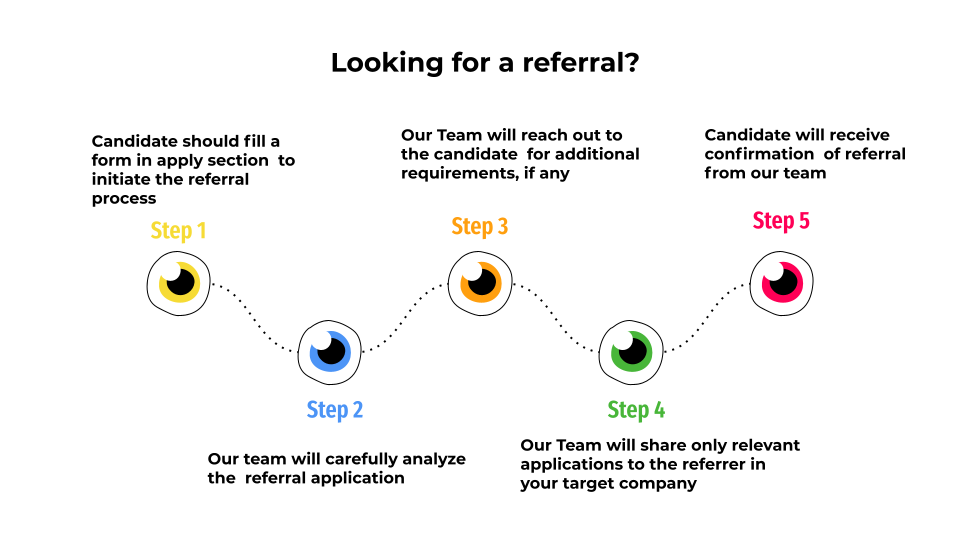 Looking for a referral?
Candidate should fill a
form in apply section  to
initiate the referral
process
Step 1
Step 2
Our team will carefully analyze
the  referral application
Our Team will reach out to
the candidate  for additional
requirements, if any
Step 3
Step 4
Our Team will share only relevant
applications to the referrer in
your target company
Candidate will receive
confirmation  of referral
from our team
Step 5